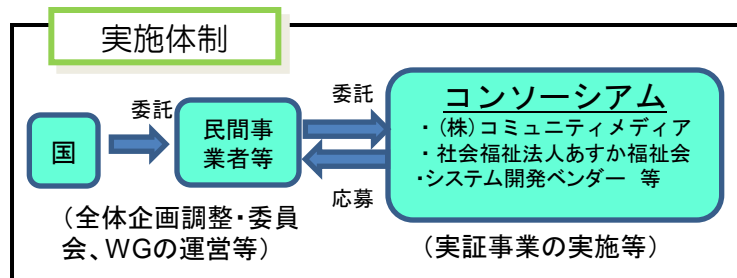 実施体制
国
委託
民間事
業者等
(全体企画調整・委員
会、WGの運営等)
委託
応募
コンソーシアム
・(株)コミュニティメディア
・社会福祉法人あすか福祉会
・システム開発ベンダー 等
(実証事業の実施等)